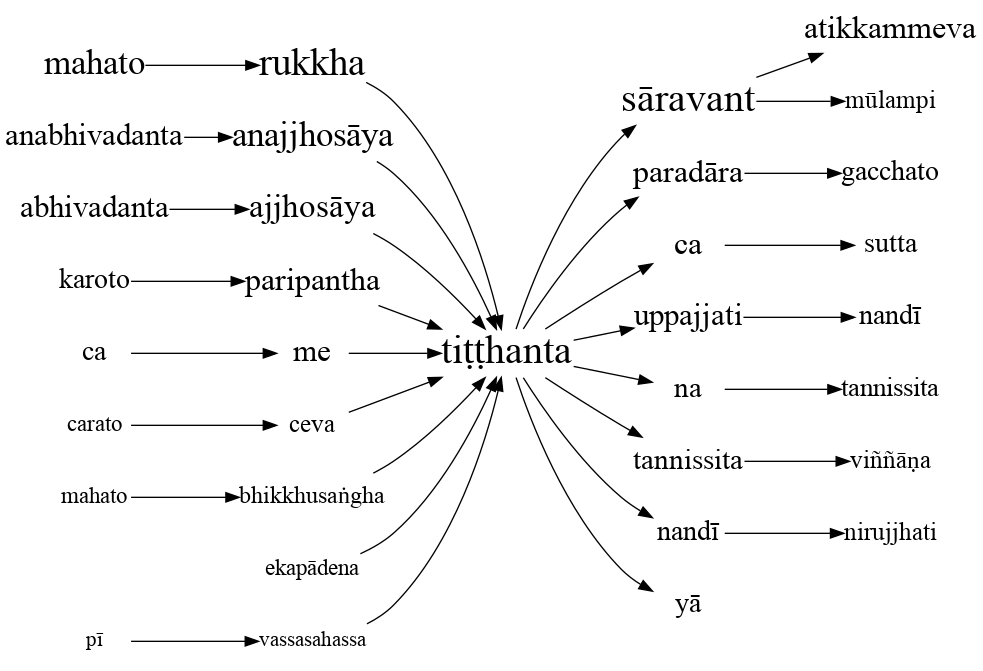 atikkammeva
mahato rukkha sāravant mūlampi
anabhivadanta anajjhosāya paradāra gacchato
abhivadanta ajjhosāya ca sutta
karoto paripantha uppajjati nandī
ca me tiṭṭhanta na tannissita
carato ceva tannissita viññāṇa
mahato bhikkhusaṅgha nandī nirujjhati
ekapādena yā
pī vassasahassa